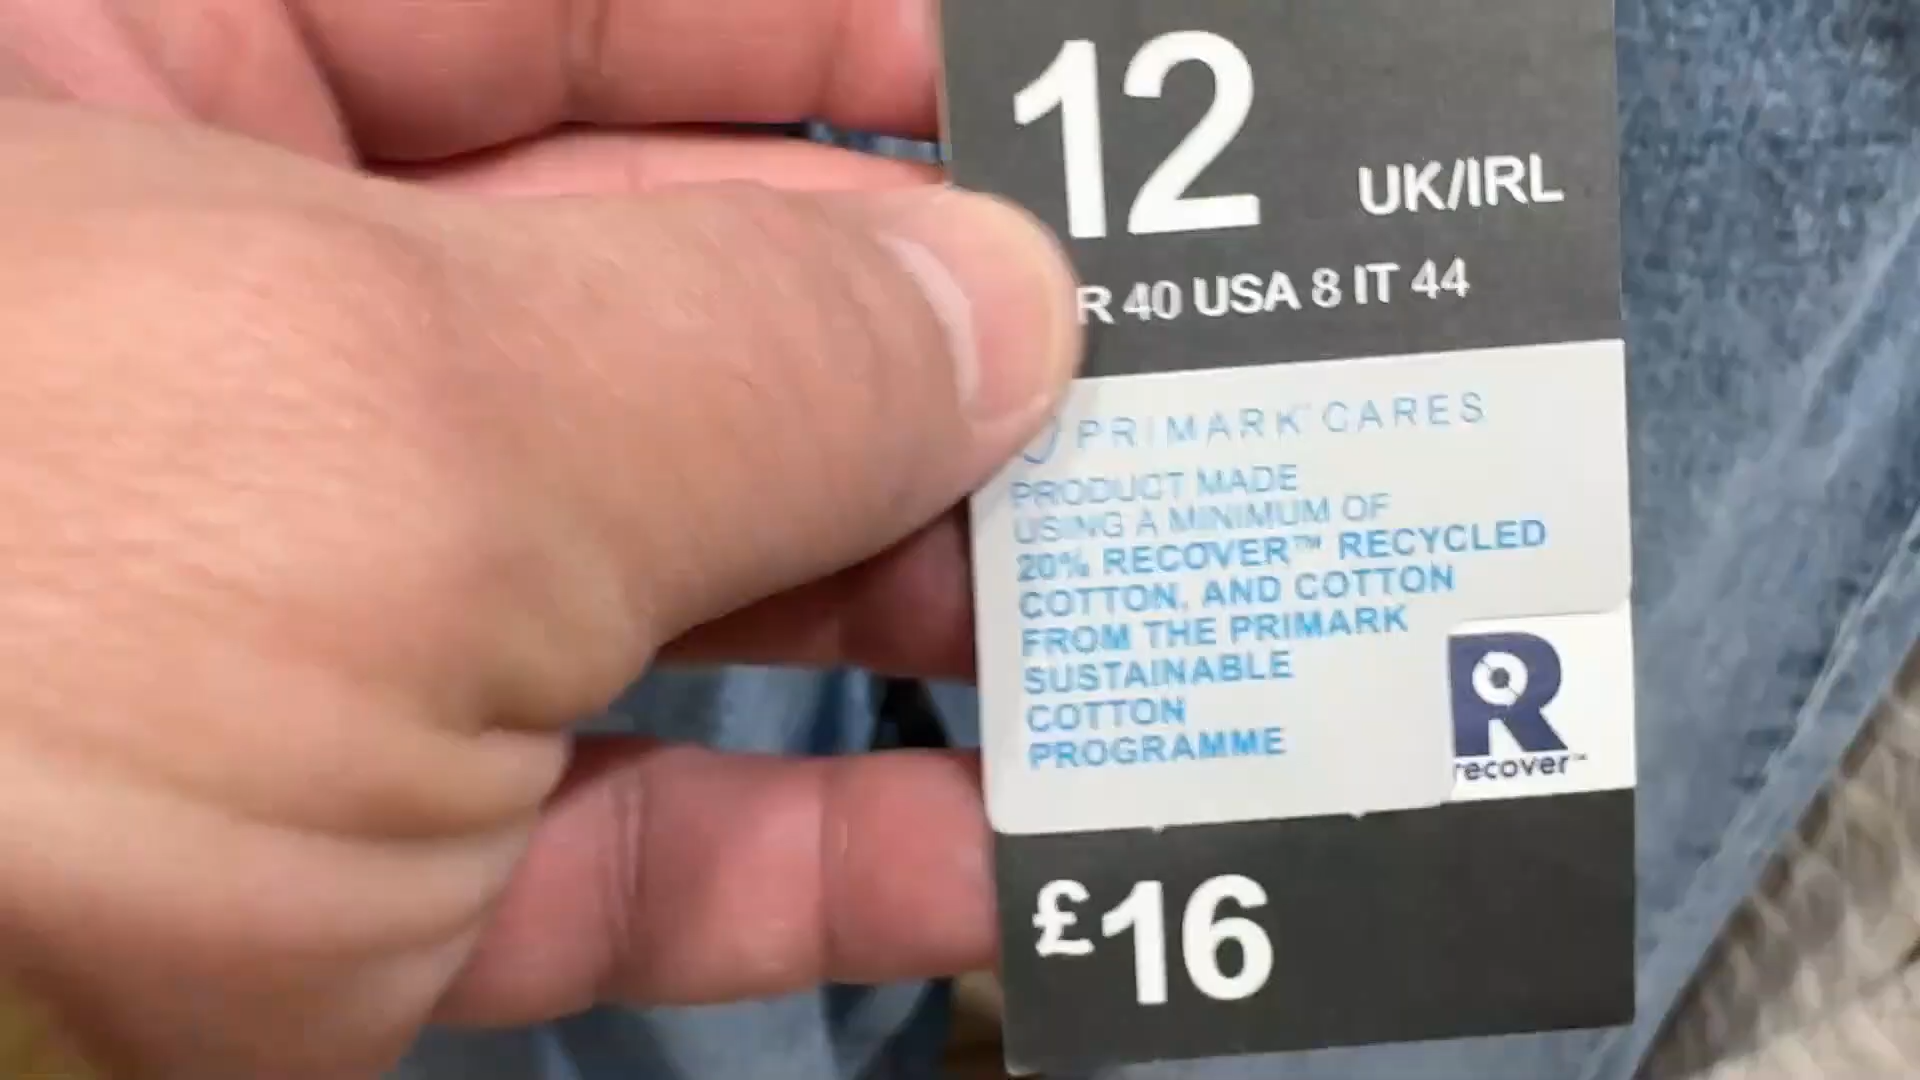 12 UK/IRL
R 40 USA 8 IT 44
PRIMARK™ CARES
PRODUCT MADE
USING A MINIMUM OF
20% RECOVER™ RECYCLED
COTTON, AND COTTON
FROM THE PRIMARK
SUSTAINABLE
COTTON
PROGRAMME
R
recover™
£16